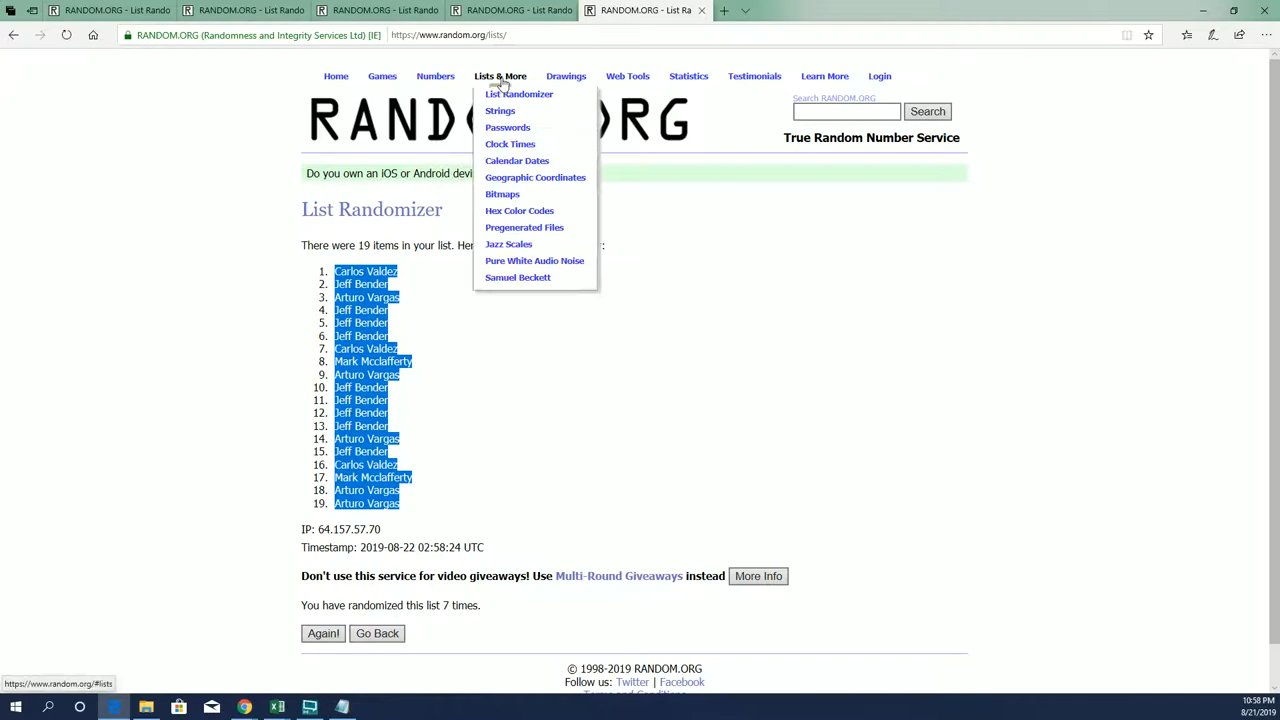 RANDOM.ORG - List Rando
RANDOM.ORG - List Rando
RANDOM.ORG - List Rando
RANDOM.ORG - List Rando
RANDOM.ORG - List Ra
RANDOM.ORG (Randomness and Integrity Services Ltd) [IE]
https://www.random.org/lists/
Home Games Numbers Lists & More Drawings Web Tools Statistics Testimonials Learn More Login
List Randomizer
Strings
Passwords
Clock Times
Calendar Dates
Geographic Coordinates
Bitmaps
Hex Color Codes
Pregenerated Files
Jazz Scales
Pure White Audio Noise
Samuel Beckett
RAND RG
Search RANDOM.ORG
Search
True Random Number Service
Do you own an iOS or Android devi
List Randomizer
There were 19 items in your list. Her :
1. Carlos Valdez
2. Jeff Bender
3. Arturo Vargas
4. Jeff Bender
5. Jeff Bender
6. Jeff Bender
7. Carlos Valdez
8. Mark Mcclafferty
9. Arturo Vargas
10. Jeff Bender
11. Jeff Bender
12. Jeff Bender
13. Jeff Bender
14. Arturo Vargas
15. Jeff Bender
16. Carlos Valdez
17. Mark Mcclafferty
18. Arturo Vargas
19. Arturo Vargas
IP: 64.157.57.70
Timestamp: 2019-08-22 02:58:24 UTC
Don't use this service for video giveaways! Use Multi-Round Giveaways instead More Info
You have randomized this list 7 times.
Again! Go Back
© 1998-2019 RANDOM.ORG
Follow us: Twitter | Facebook
Terms and Conditions
https://www.random.org/#lists
10:58 PM
8/21/2019